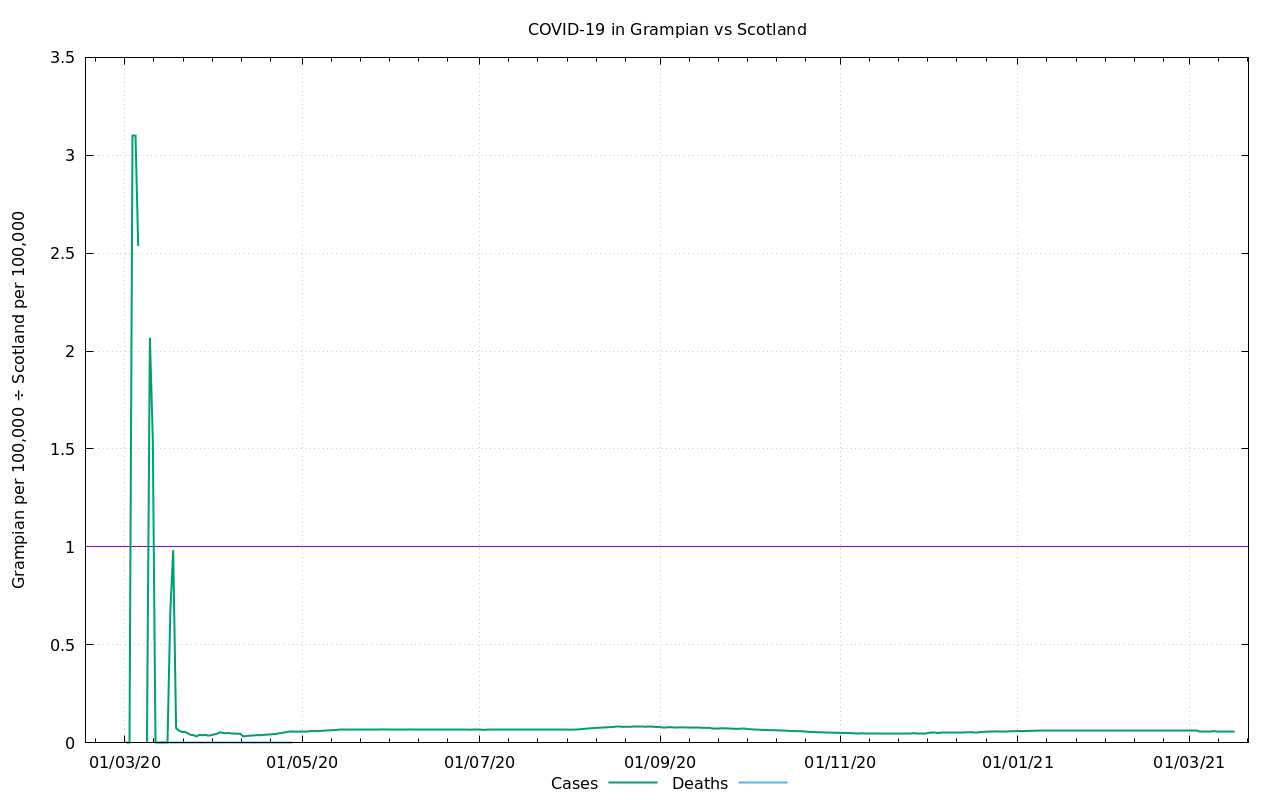 COVID-19 in Grampian vs Scotland
Grampian per 100,000 ÷ Scotland per 100,000
3.5
3
2.5
2
1.5
1
0.5
0
01/03/20 01/05/20 01/07/20 01/09/20 01/11/20 01/01/21 01/03/21
Cases Deaths